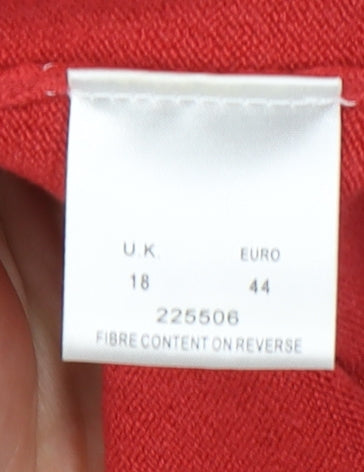 U.K. EURO
18 44
225506
FIBRE CONTENT ON REVERSE